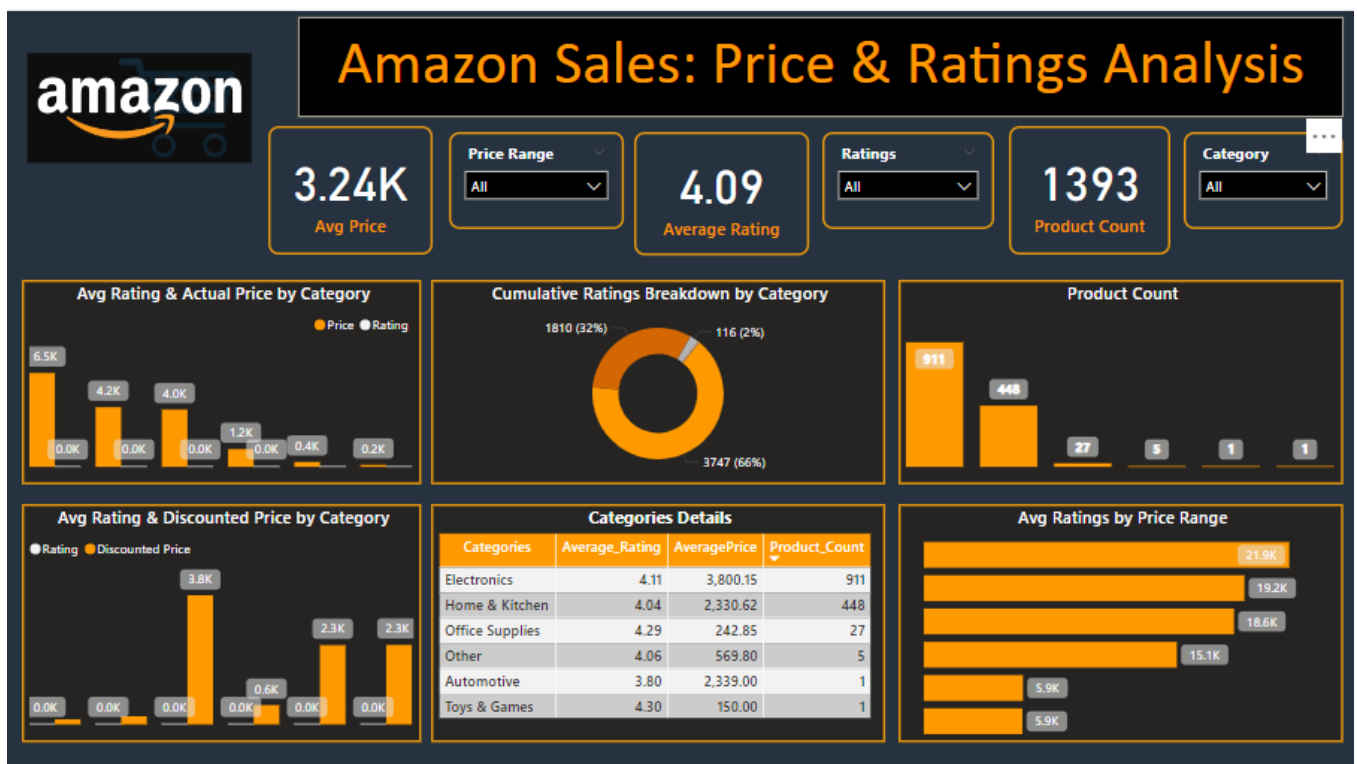 amazon
Amazon Sales: Price & Ratings Analysis
3.24K
Avg Price
Price Range
All
4.09
Average Rating
Ratings
All
1393
Product Count
Category
All
Avg Rating & Actual Price by Category
Price Rating
6.5K
4.2K
4.0K
1.2K
0.4K
0.2K
0.0K 0.0K 0.0K 0.0K
Cumulative Ratings Breakdown by Category
1810 (32%)
116 (2%)
3747 (66%)
Product Count
911
448
27
5
1
1
Avg Rating & Discounted Price by Category
Rating Discounted Price
3.8K
2.3K 2.3K
0.6K
0.0K 0.0K 0.0K 0.0K 0.0K 0.0K
Categories Details
Categories Average_Rating AveragePrice Product_Count
Electronics 4.11 3,800.15 911
Home & Kitchen 4.04 2,330.62 448
Office Supplies 4.29 242.85 27
Other 4.06 569.80 5
Automotive 3.80 2,339.00 1
Toys & Games 4.30 150.00 1
Avg Ratings by Price Range
21.9K
19.2K
18.6K
15.1K
5.9K
5.9K